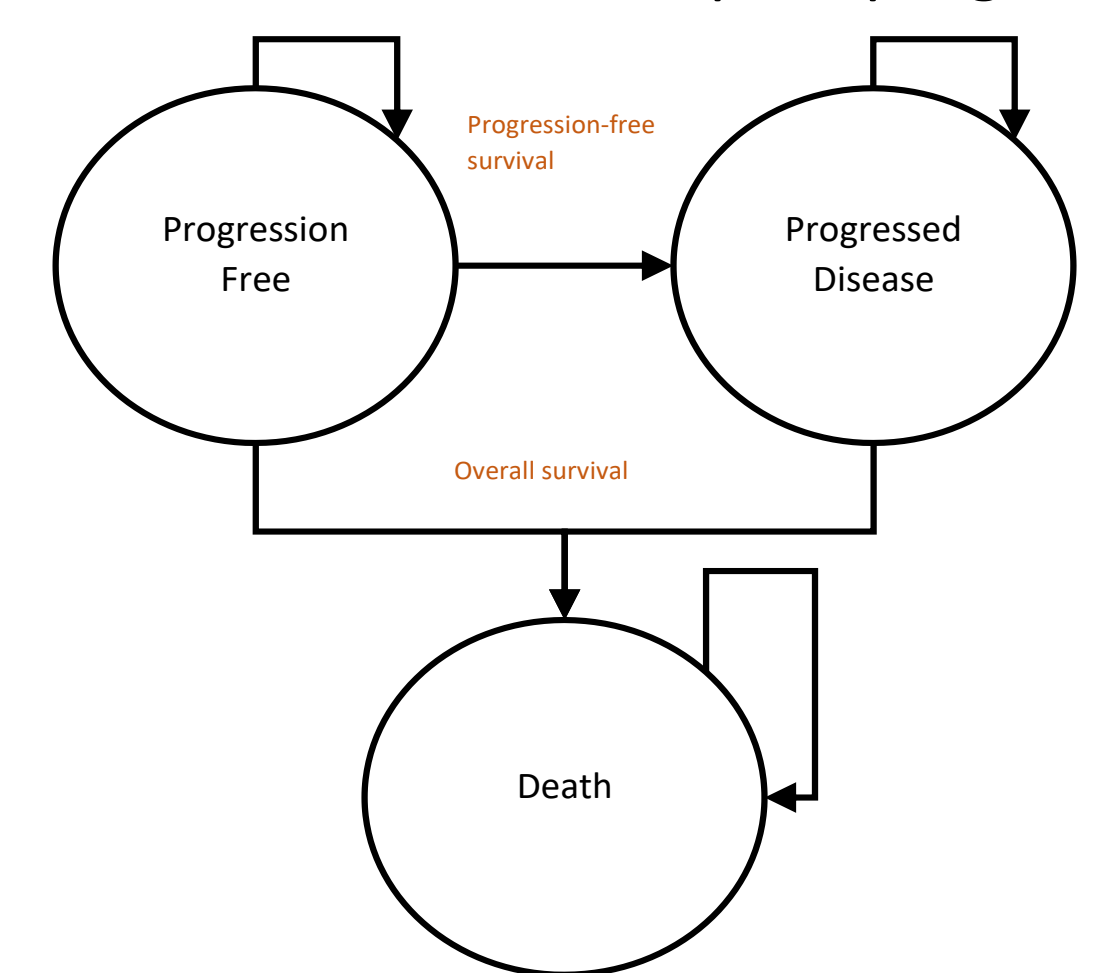 Progression-free
survival
Progression
Free
Progressed
Disease
Overall survival
Death